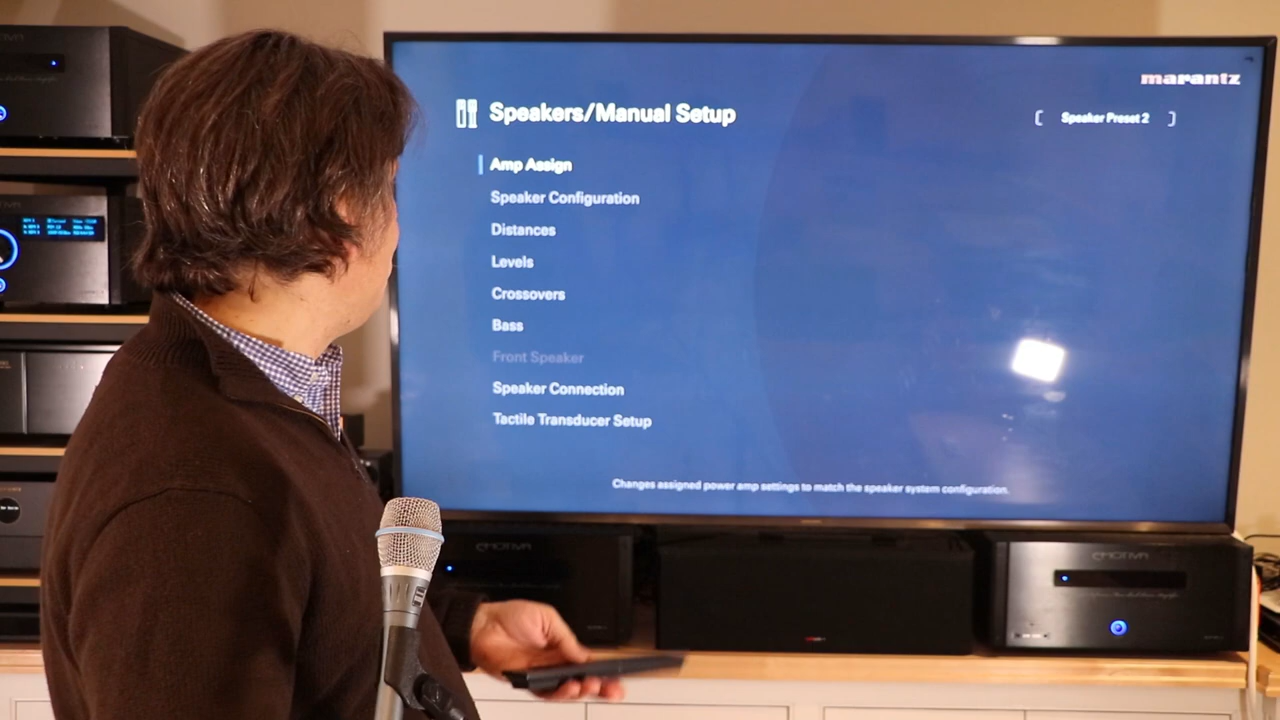 marantz
Speakers/Manual Setup
Speaker Preset 2
Amp Assign
Speaker Configuration
Distances
Levels
Crossovers
Bass
Front Speaker
Speaker Connection
Tactile Transducer Setup
Changes assigned power amp settings to match the speaker system configuration.
EMOTIVA
EMOTIVA